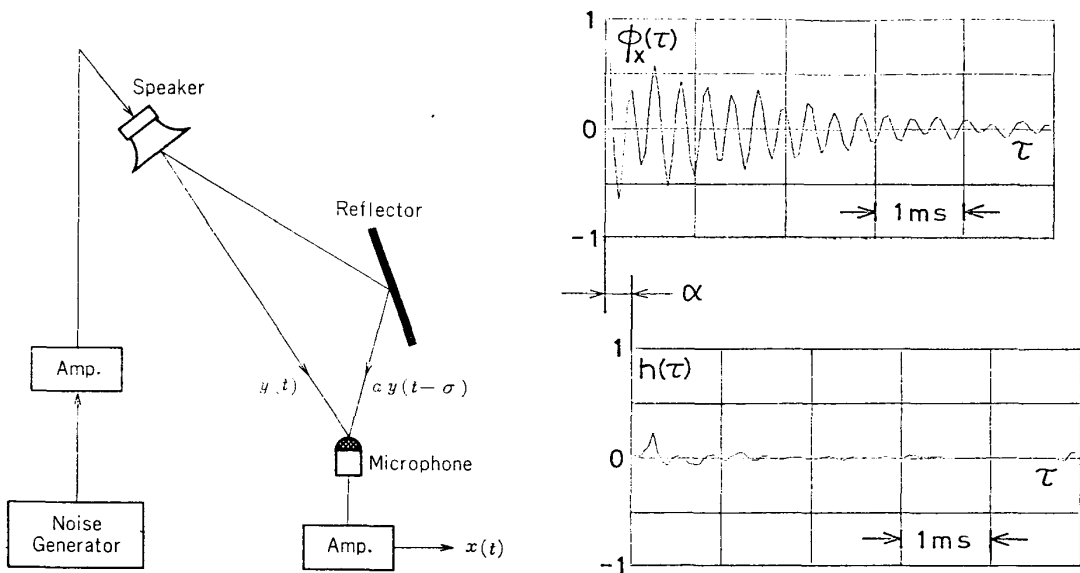 Speaker
Reflector
Amp.
y(t)
a y(t-σ)
Microphone
Noise
Generator
Amp.
x(t)
1
ϕx(τ)
0
τ
1ms
-1
α
1
h(τ)
0
τ
1ms
-1